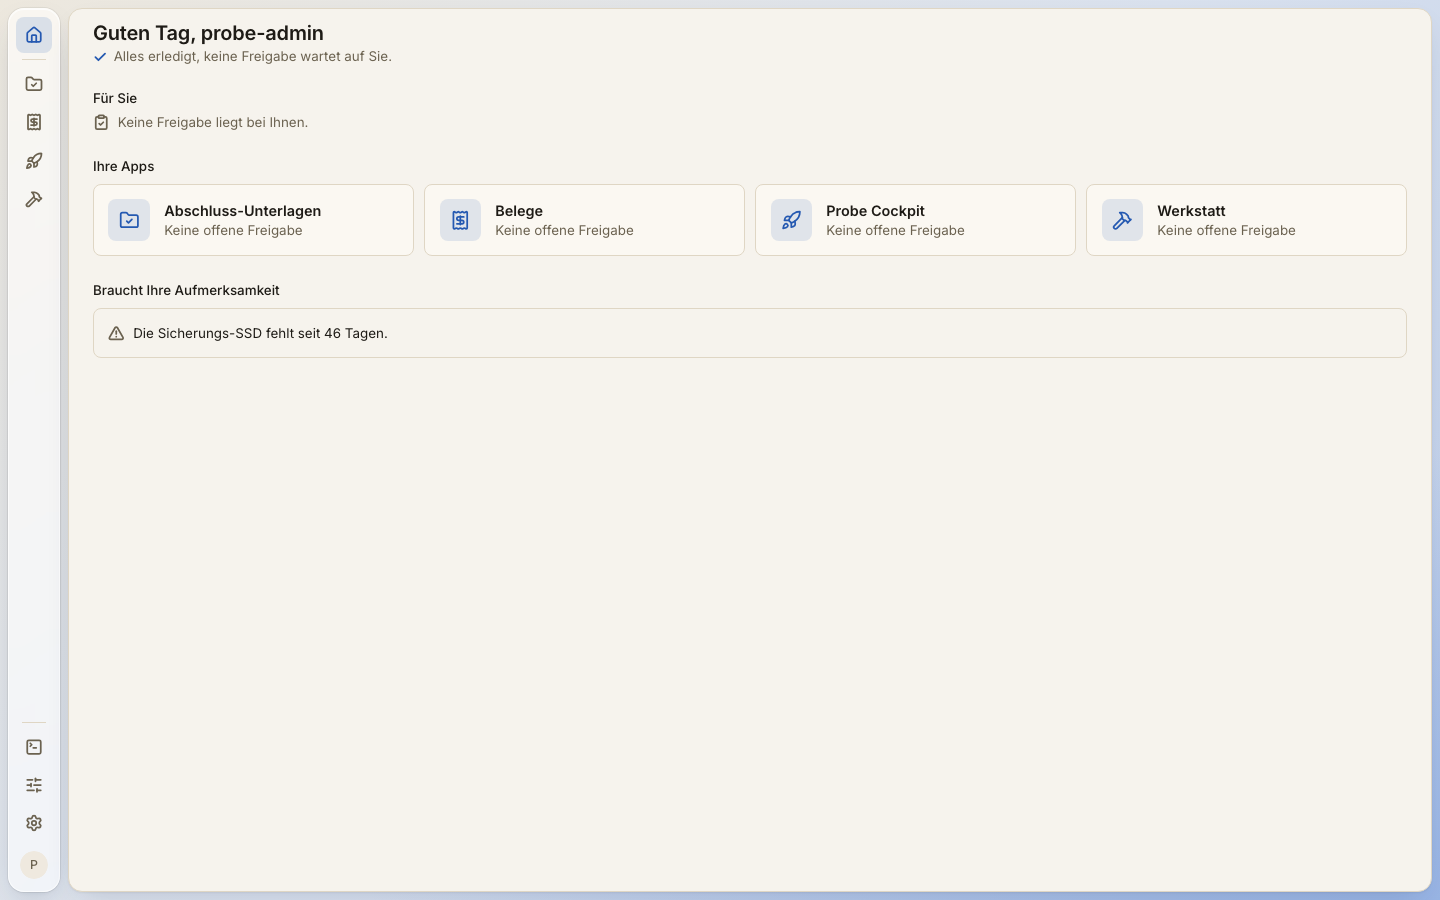 Guten Tag, probe-admin
Alles erledigt, keine Freigabe wartet auf Sie.
Für Sie
Keine Freigabe liegt bei Ihnen.
Ihre Apps
Abschluss-Unterlagen
Keine offene Freigabe
Belege
Keine offene Freigabe
Probe Cockpit
Keine offene Freigabe
Werkstatt
Keine offene Freigabe
Braucht Ihre Aufmerksamkeit
Die Sicherungs-SSD fehlt seit 46 Tagen.
P